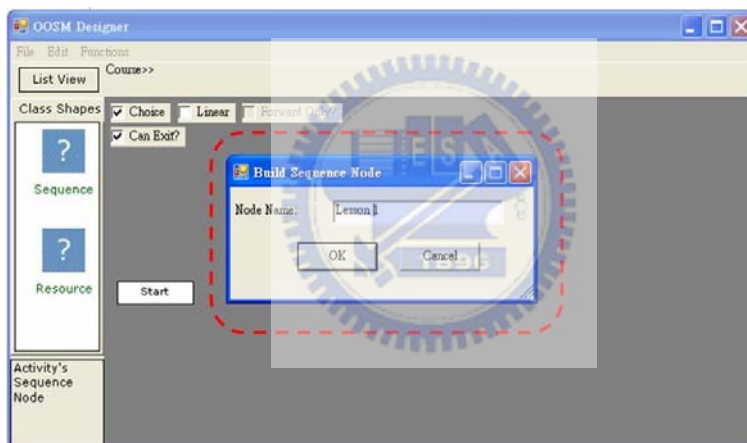 OOSM Designer
File Edit Functions
List View
Course>>
Class Shapes
Choice Linear Forward Only?
Can Exit?
?
Sequence
?
Resource
Start
Build Sequence Node
Node Name: Lesson 1
OK Cancel
Activity's
Sequence
Node